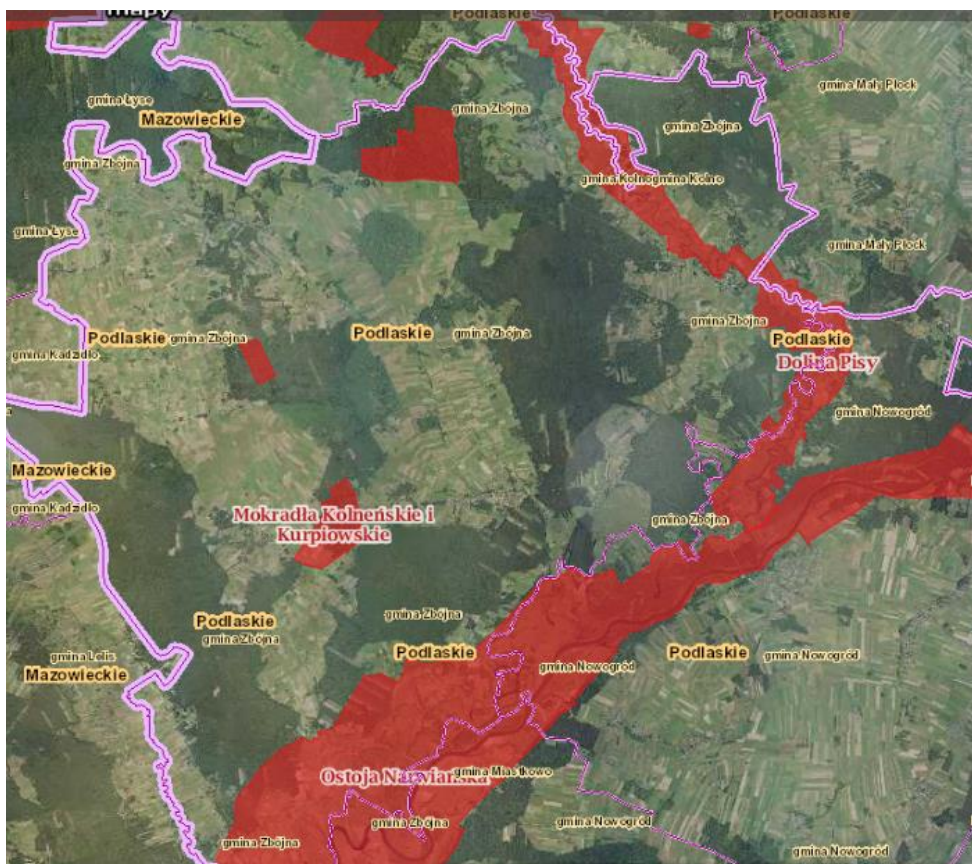 mapy
Podlaskie
Podlaskie
gmina Mały Płock
gmina Łyse
Mazowieckie
gmina Zbójna
gmina Zbójna
gmina Zbójna
gmina Kolno gmina Kolno
gmina Łyse
gmina Mały Płock
gmina Zbójna
Podlaskie
gmina Zbójna
Podlaskie
gmina Zbójna
Podlaskie
gmina Kadzidło
Dolina Pisy
gmina Nowogród
Mazowieckie
gmina Kadzidło
Mokradła Kolneńskie i
Kurpiowskie
gmina Zbójna
gmina Zbójna
Podlaskie
gmina Zbójna
gmina Lelis
Mazowieckie
Podlaskie
gmina Nowogród
Podlaskie
gmina Nowogród
Ostoja Narwiańska
gmina Miastkowo
gmina Zbójna
gmina Nowogród
gmina Zbójna
gmina Nowogród